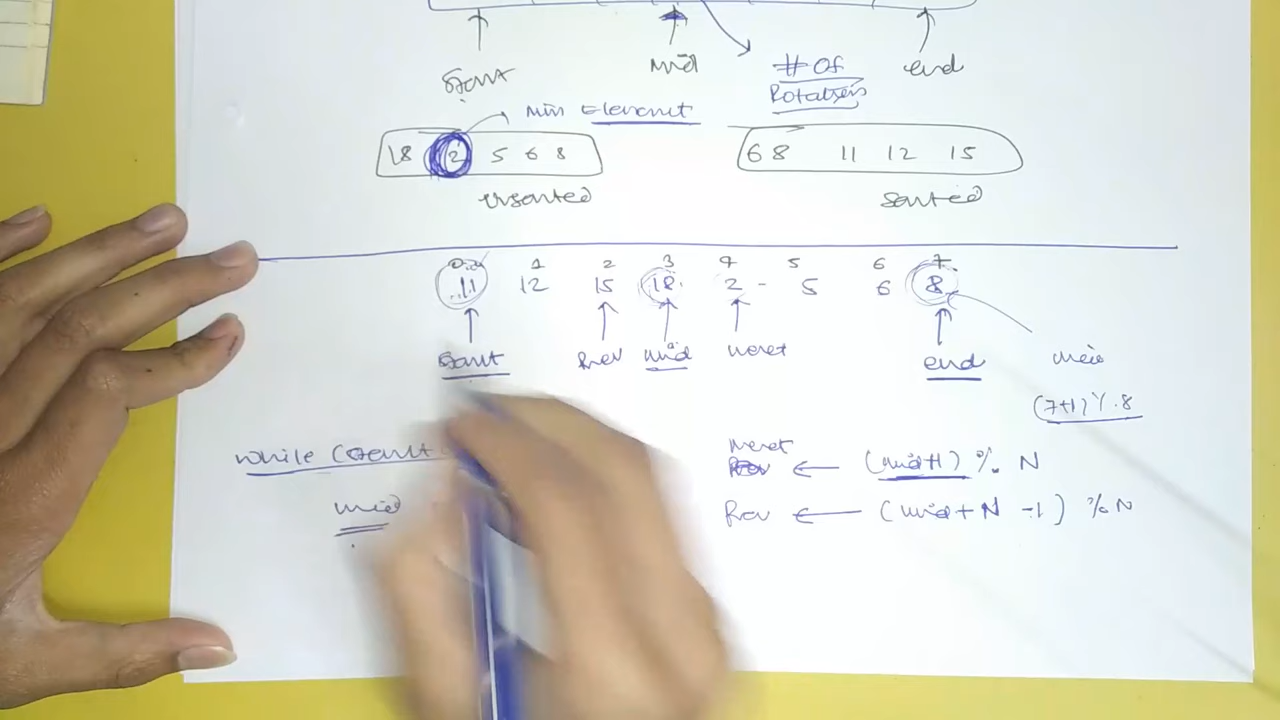 Start mid # Of end
Rotations
Min Element
18 2 5 6 8 6 8 11 12 15
Unsorted Sorted
0 1 2 3 4 5 6 7
11 12 15 18 2 5 6 8
Start Prev mid next end mid
(7+1) % 8
while (start
next ← (mid+1) % N
mid Prev ← (mid + N - 1) % N